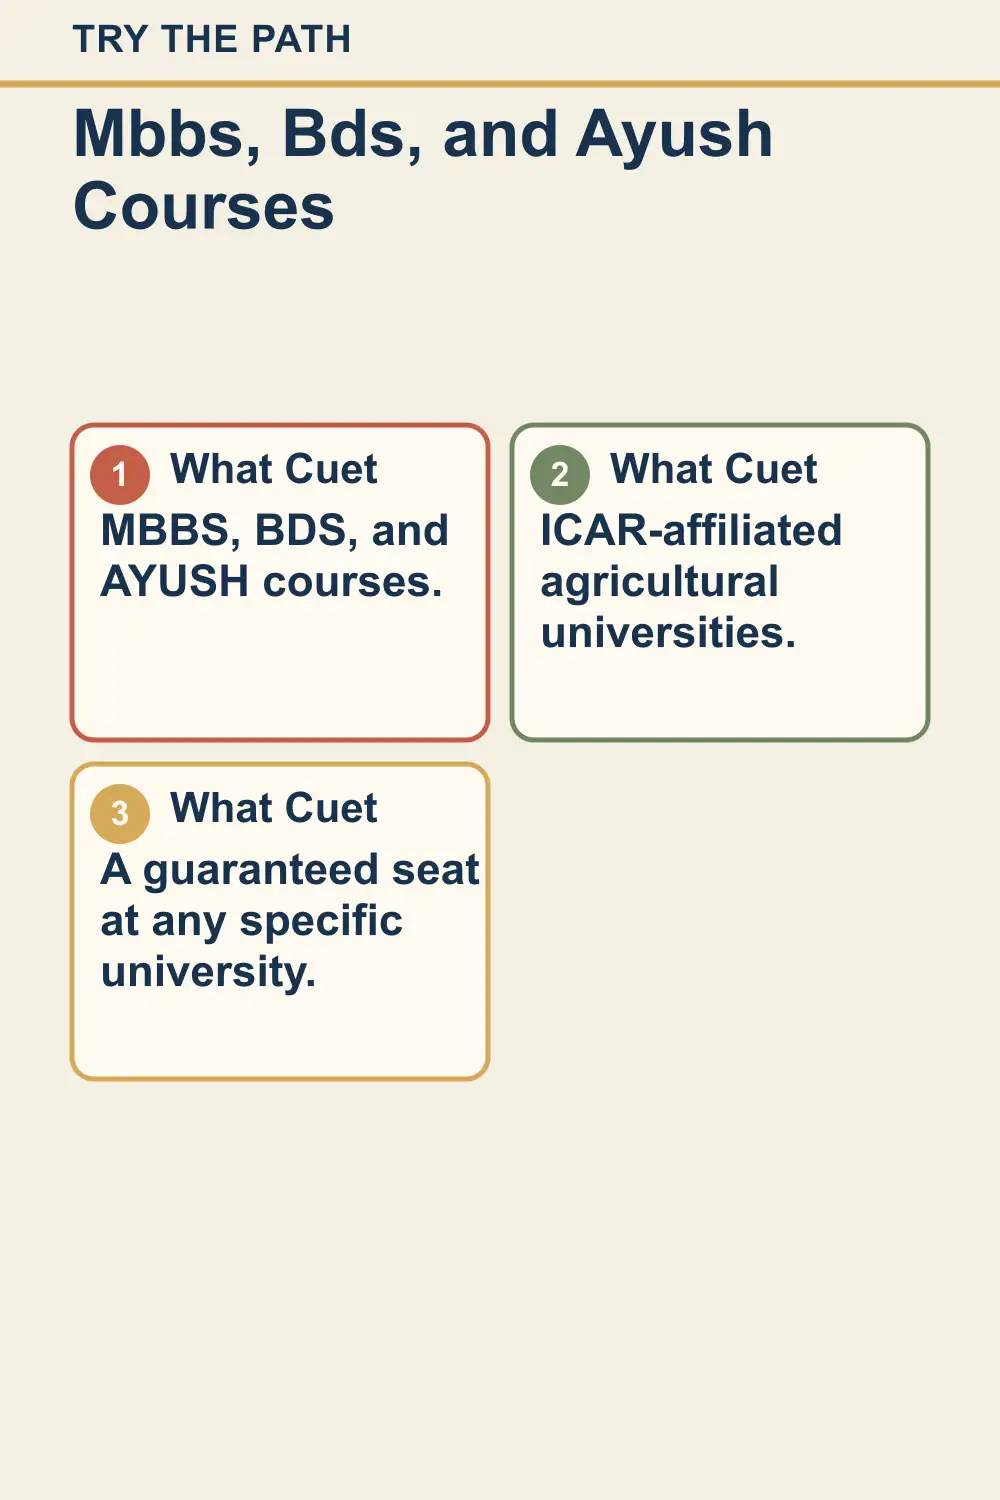 TRY THE PATH
Mbbs, Bds, and Ayush
Courses
1 What Cuet
MBBS, BDS, and
AYUSH courses.
2 What Cuet
ICAR-affiliated
agricultural
universities.
3 What Cuet
A guaranteed seat
at any specific
university.